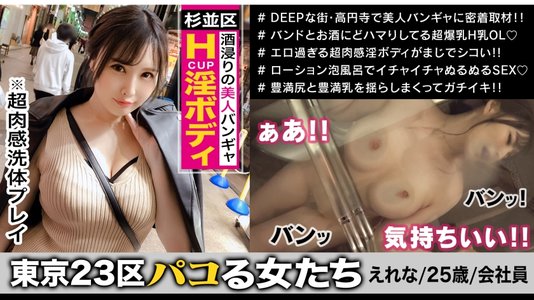 杉並区
酒浸りの美人バンギャ
HCUP淫ボディ
※超肉感洗体プレイ
# DEEPな街・高円寺で美人バンギャに密着取材!!
# バンドとお酒にどハマりしてる超爆乳H乳OL♡
# エロ過ぎる超肉感淫ボディがまじでシコい!!
# ローション泡風呂でイチャイチャぬるぬるSEX♡
# 豊満尻と豊満乳を揺らしまくってガチイキ!!
ぁあ!!
バンッ!
バンッ
気持ちいい!!
東京23区パコる女たち
えれな/25歳/会社員